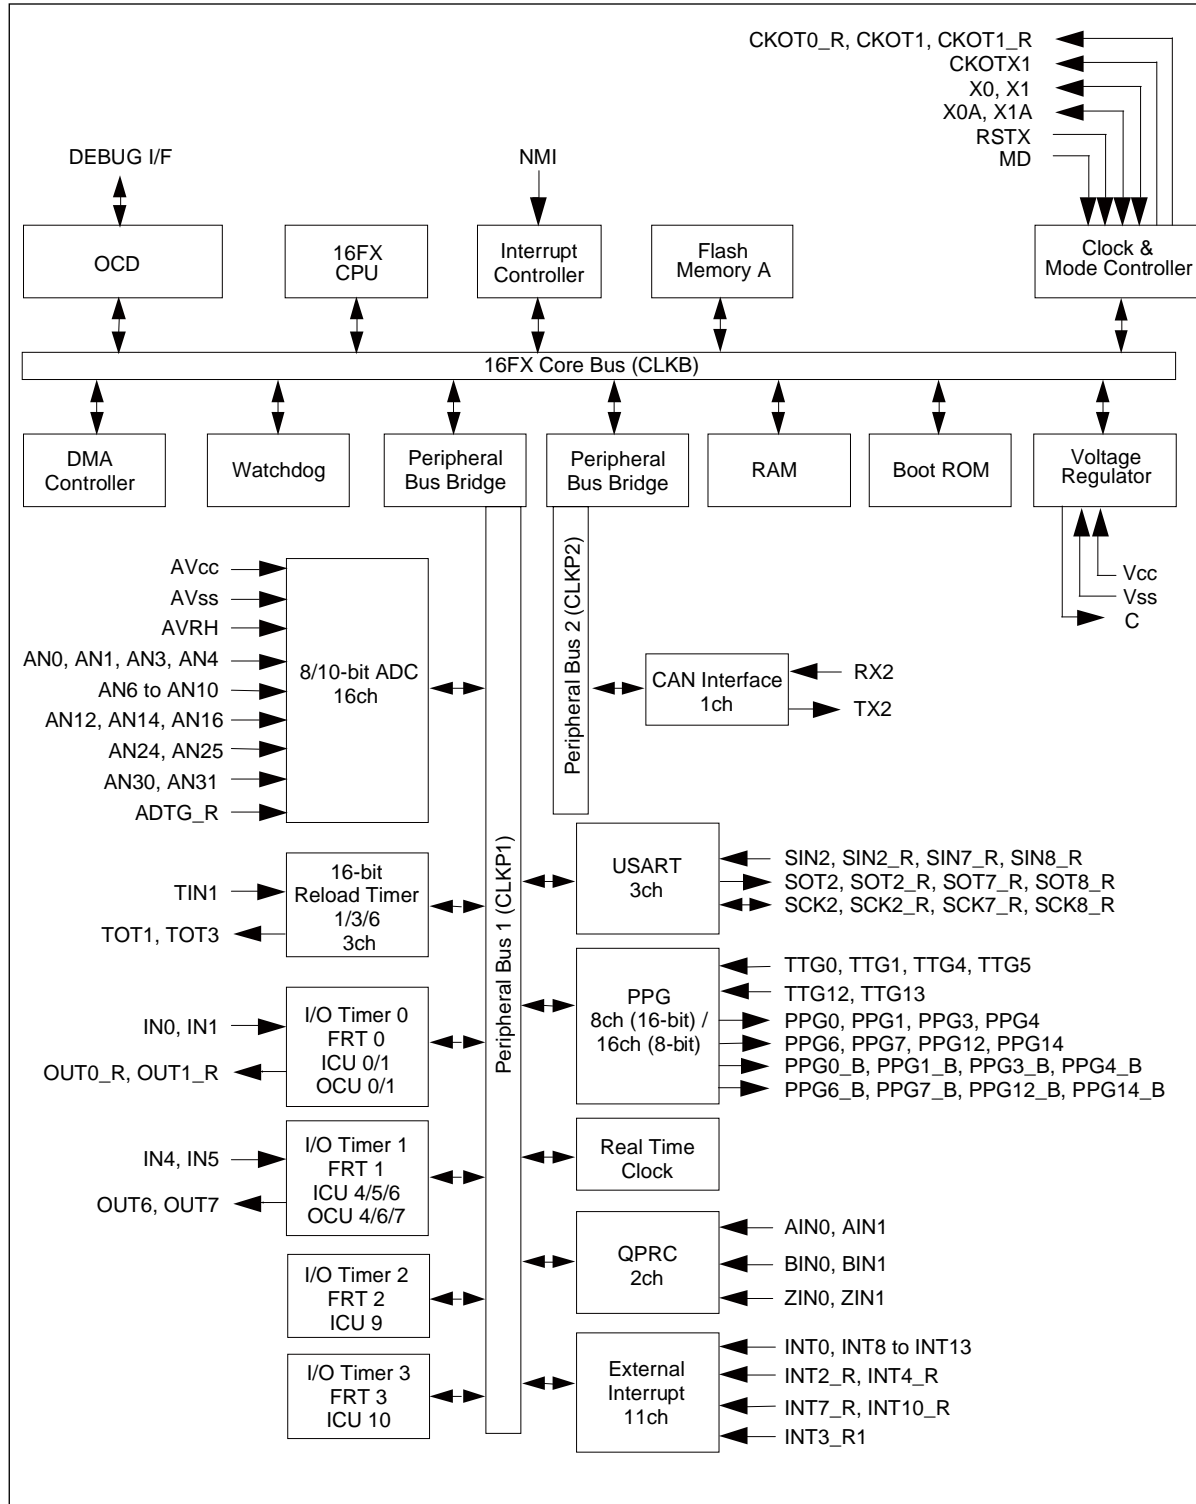 CKOT0_R, CKOT1, CKOT1_R
CKOTX1
X0, X1
X0A, X1A
RSTX
MD
DEBUG I/F
NMI
OCD
16FX
CPU
Interrupt
Controller
Flash
Memory A
Clock &
Mode Controller
16FX Core Bus (CLKB)
DMA
Controller
Watchdog
Peripheral
Bus Bridge
Peripheral
Bus Bridge
RAM
Boot ROM
Voltage
Regulator
Vcc
Vss
C
Peripheral Bus 1 (CLKP1)
Peripheral Bus 2 (CLKP2)
AVcc
AVss
AVRH
AN0, AN1, AN3, AN4
AN6 to AN10
AN12, AN14, AN16
AN24, AN25
AN30, AN31
ADTG_R
8/10-bit ADC
16ch
CAN Interface
1ch
RX2
TX2
TIN1
TOT1, TOT3
16-bit
Reload Timer
1/3/6
3ch
USART
3ch
SIN2, SIN2_R, SIN7_R, SIN8_R
SOT2, SOT2_R, SOT7_R, SOT8_R
SCK2, SCK2_R, SCK7_R, SCK8_R
IN0, IN1
OUT0_R, OUT1_R
I/O Timer 0
FRT 0
ICU 0/1
OCU 0/1
PPG
8ch (16-bit) /
16ch (8-bit)
TTG0, TTG1, TTG4, TTG5
TTG12, TTG13
PPG0, PPG1, PPG3, PPG4
PPG6, PPG7, PPG12, PPG14
PPG0_B, PPG1_B, PPG3_B, PPG4_B
PPG6_B, PPG7_B, PPG12_B, PPG14_B
IN4, IN5
OUT6, OUT7
I/O Timer 1
FRT 1
ICU 4/5/6
OCU 4/6/7
Real Time
Clock
QPRC
2ch
AIN0, AIN1
BIN0, BIN1
ZIN0, ZIN1
I/O Timer 2
FRT 2
ICU 9
I/O Timer 3
FRT 3
ICU 10
External
Interrupt
11ch
INT0, INT8 to INT13
INT2_R, INT4_R
INT7_R, INT10_R
INT3_R1